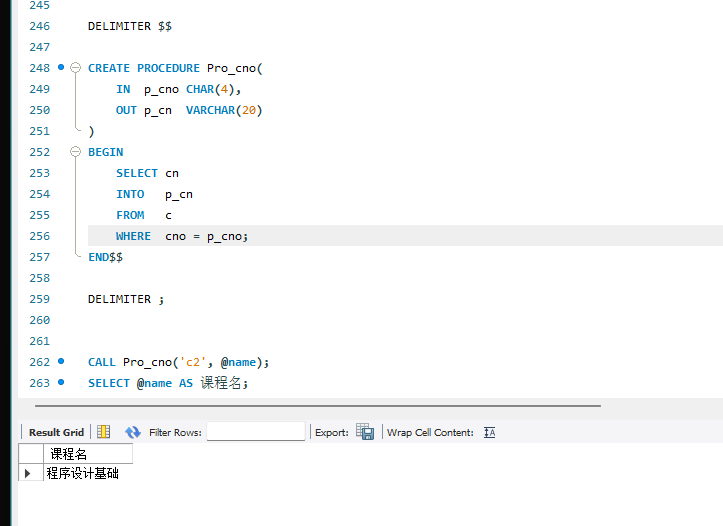 245
246 DELIMITER $$
247
248 CREATE PROCEDURE Pro_cno(
249 IN p_cno CHAR(4),
250 OUT p_cn VARCHAR(20)
251 )
252 BEGIN
253 SELECT cn
254 INTO p_cn
255 FROM c
256 WHERE cno = p_cno;
257 END$$
258
259 DELIMITER ;
260
261
262 CALL Pro_cno('c2', @name);
263 SELECT @name AS 课程名;
Result Grid Filter Rows: Export: Wrap Cell Content: IA
课程名
程序设计基础